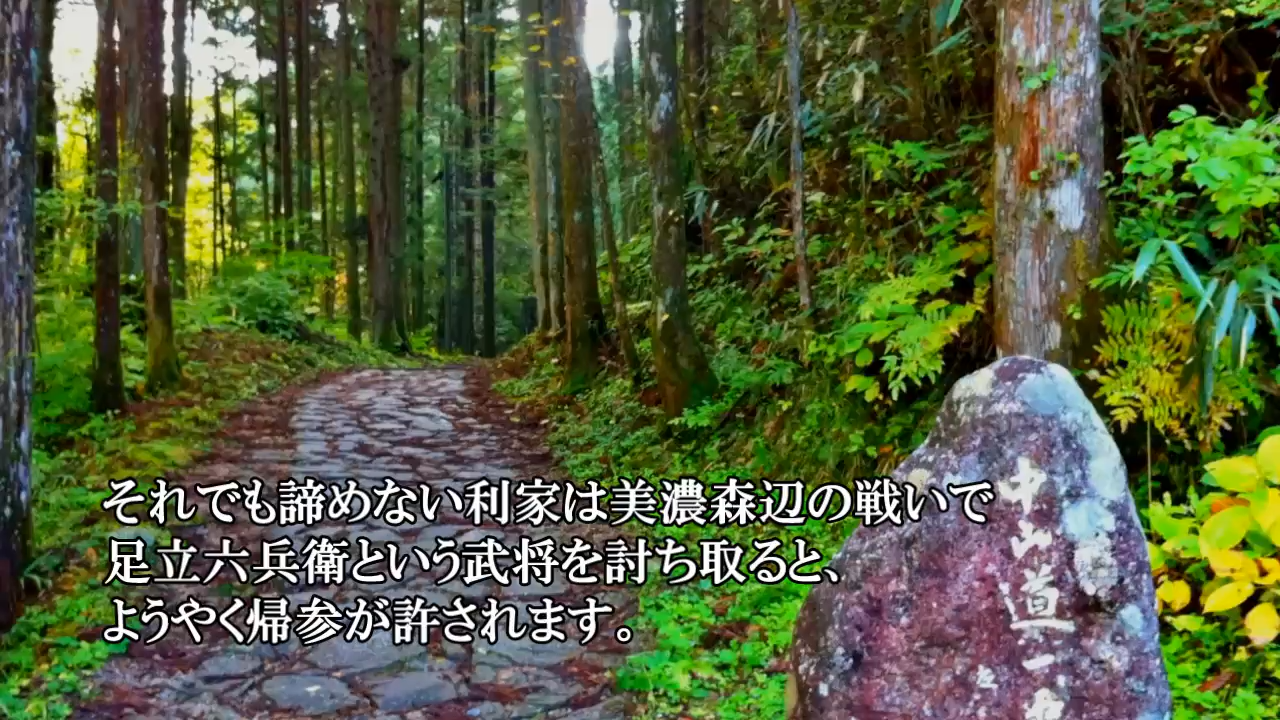 それでも諦めない利家は美濃森辺の戦いで
足立六兵衛という武将を討ち取ると、
ようやく帰参が許されます。
中山道一